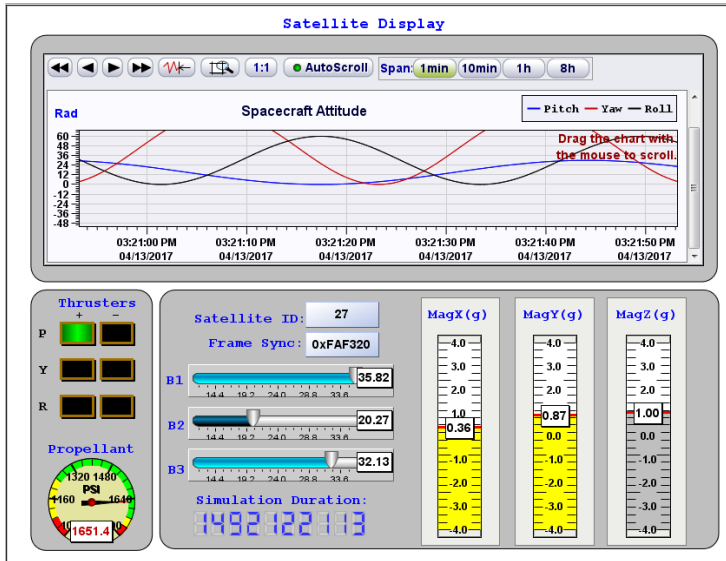 Satellite Display
1:1 AutoScroll Span: 1min 10min 1h 8h
Rad Spacecraft Attitude Pitch Yaw Roll
Drag the chart with
the mouse to scroll.
60
48
36
24
12
0
-12
-24
-36
-48
03:21:00 PM 03:21:10 PM 03:21:20 PM 03:21:30 PM 03:21:40 PM 03:21:50 PM
04/13/2017 04/13/2017 04/13/2017 04/13/2017 04/13/2017 04/13/2017
Thrusters
+ -
P
Y
R
Propellant
1320 1480
1160 PSI 1640
1651.4
Satellite ID: 27
Frame Sync: 0xFAF320
B1 35.82
14.4 19.2 24.0 28.8 33.6
B2 20.27
14.4 19.2 24.0 28.8 33.6
B3 32.13
14.4 19.2 24.0 28.8 33.6
Simulation Duration:
1492122113
MagX(g) MagY(g) MagZ(g)
4.0 4.0 4.0
3.0 3.0 3.0
2.0 2.0 2.0
1.0
0.36 0.87 1.00
0.0 0.0
-1.0 -1.0 -1.0
-2.0 -2.0 -2.0
-3.0 -3.0 -3.0
-4.0 -4.0 -4.0